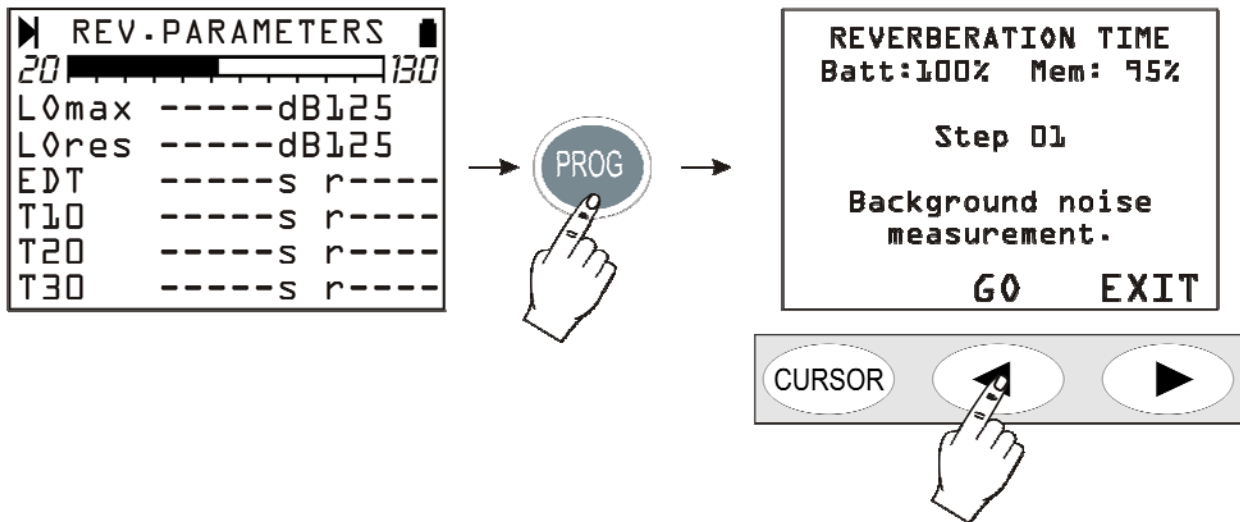 REV.PARAMETERS
20 130
L0max -----dB125
L0res -----dB125
EDT -----s r----
T10 -----s r----
T20 -----s r----
T30 -----s r----
PROG
REVERBERATION TIME
Batt:100% Mem: 95%
Step 01
Background noise
measurement.
GO EXIT
CURSOR